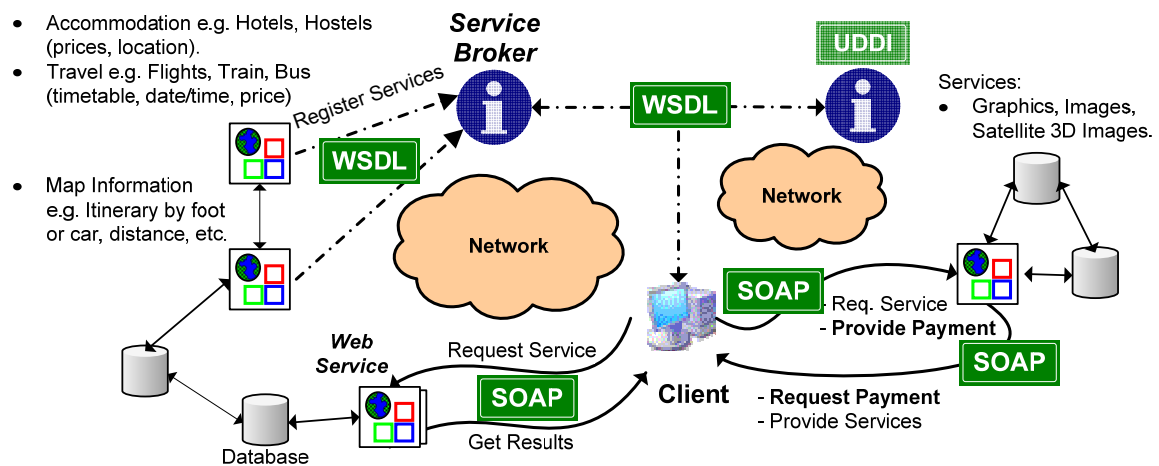 • Accommodation e.g. Hotels, Hostels
(prices, location).
• Travel e.g. Flights, Train, Bus
(timetable, date/time, price)
Service
Broker
UDDI
Register Services
WSDL
WSDL
Services:
• Graphics, Images,
Satellite 3D Images.
• Map Information
e.g. Itinerary by foot
or car, distance, etc.
Network
Network
SOAP
- Req. Service
- Provide Payment
Web
Service
Request Service
SOAP
Get Results
Client
SOAP
- Request Payment
- Provide Services
Database